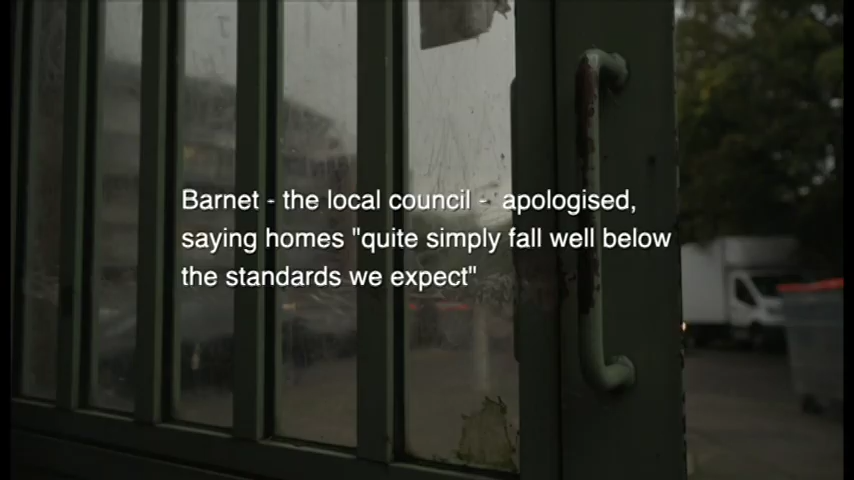 Barnet - the local council - apologised,
saying homes "quite simply fall well below
the standards we expect"